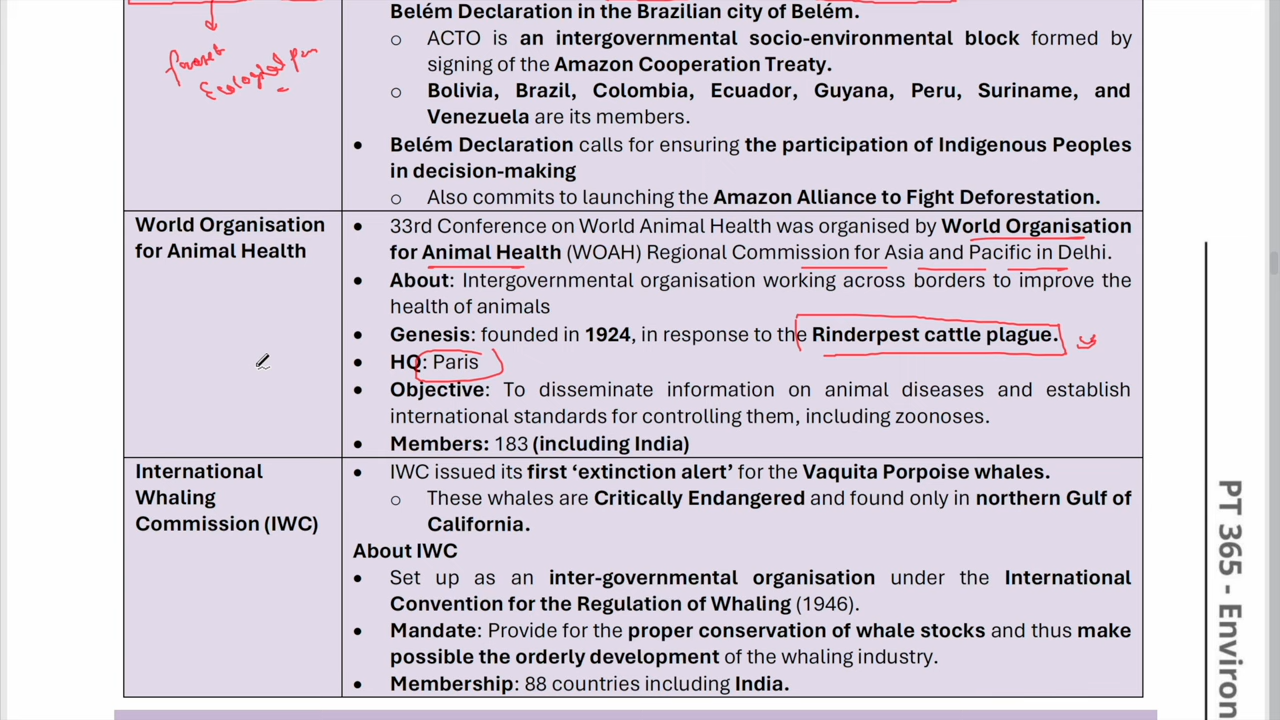 Belém Declaration in the Brazilian city of Belém.
o ACTO is an intergovernmental socio-environmental block formed by
signing of the Amazon Cooperation Treaty.
o Bolivia, Brazil, Colombia, Ecuador, Guyana, Peru, Suriname, and
Venezuela are its members.
• Belém Declaration calls for ensuring the participation of Indigenous Peoples
in decision-making
o Also commits to launching the Amazon Alliance to Fight Deforestation.
World Organisation
for Animal Health
• 33rd Conference on World Animal Health was organised by World Organisation
for Animal Health (WOAH) Regional Commission for Asia and Pacific in Delhi.
• About: Intergovernmental organisation working across borders to improve the
health of animals
• Genesis: founded in 1924, in response to the Rinderpest cattle plague.
• HQ: Paris
• Objective: To disseminate information on animal diseases and establish
international standards for controlling them, including zoonoses.
• Members: 183 (including India)
International
Whaling
Commission (IWC)
• IWC issued its first ‘extinction alert’ for the Vaquita Porpoise whales.
o These whales are Critically Endangered and found only in northern Gulf of
California.
About IWC
• Set up as an inter-governmental organisation under the International
Convention for the Regulation of Whaling (1946).
• Mandate: Provide for the proper conservation of whale stocks and thus make
possible the orderly development of the whaling industry.
• Membership: 88 countries including India.
PT 365 - Environ